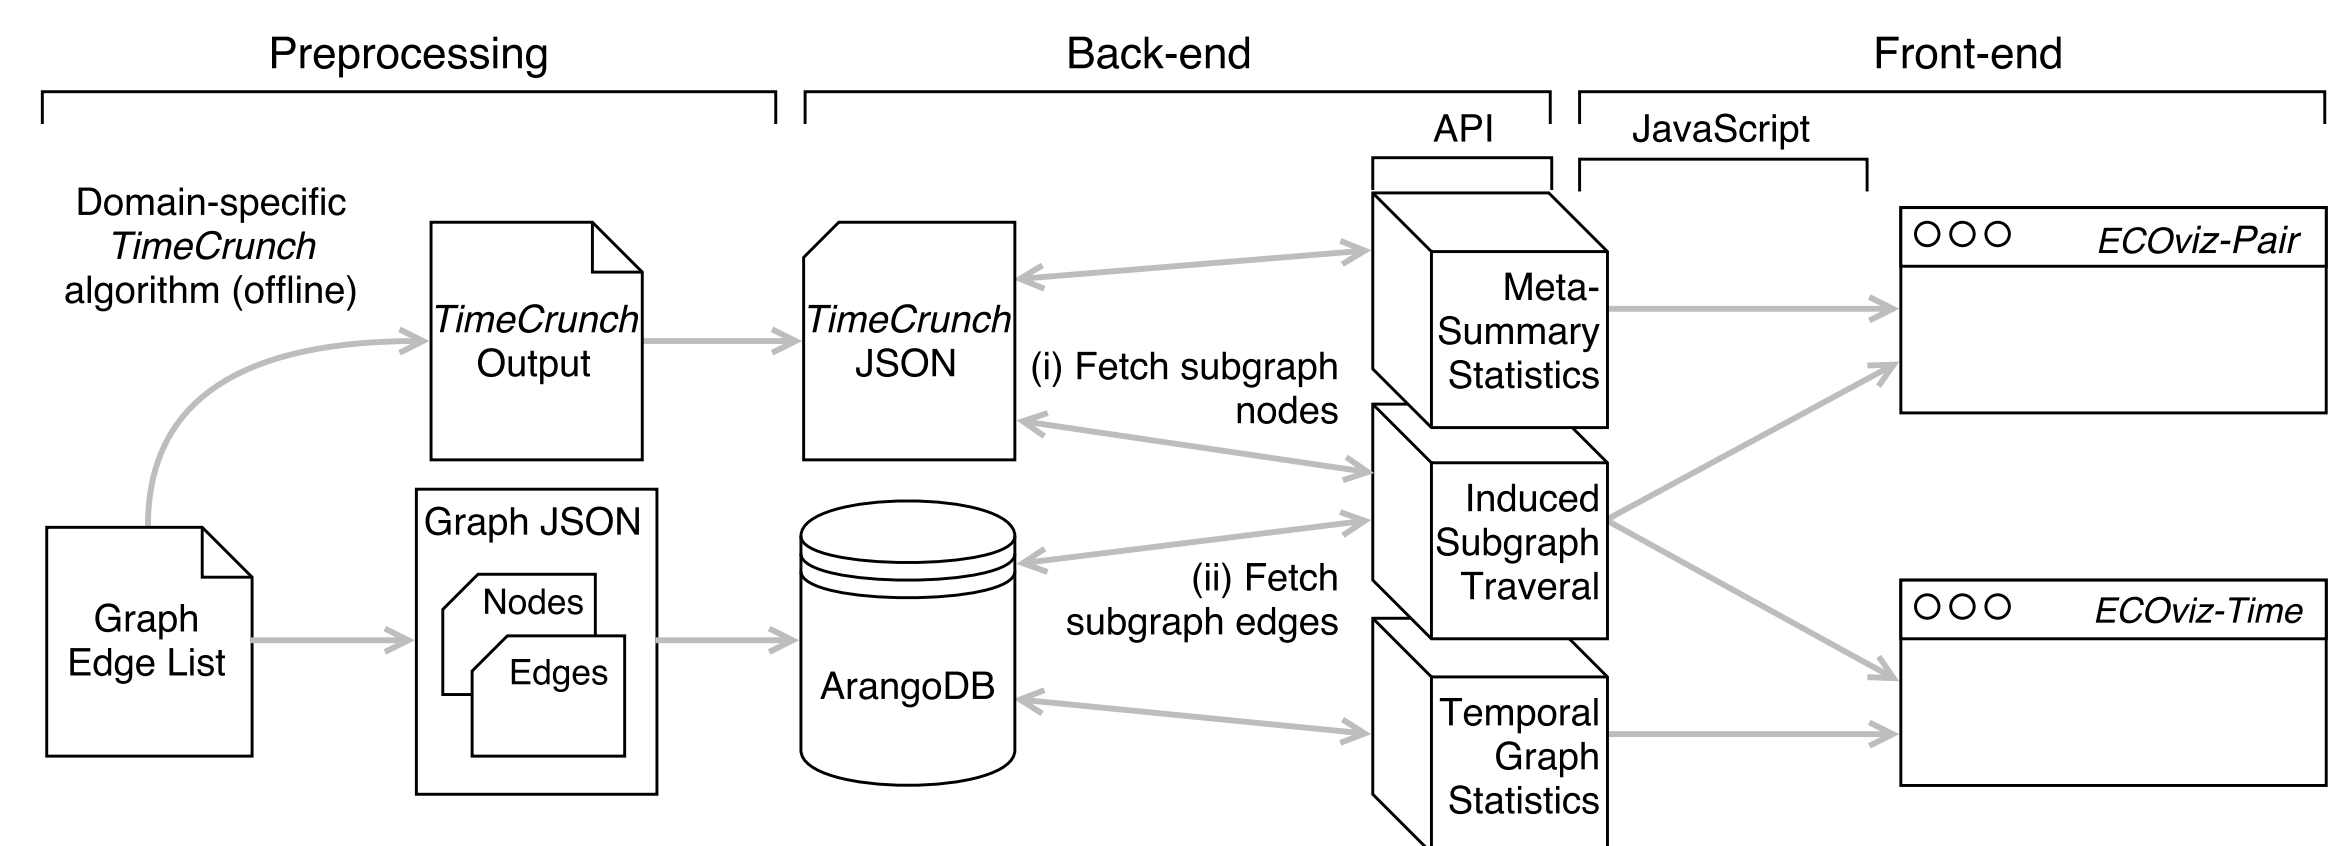 Preprocessing
Back-end
Front-end
API
JavaScript
Domain-specific
TimeCrunch
algorithm (offline)
TimeCrunch
Output
TimeCrunch
JSON
(i) Fetch subgraph
nodes
Meta-
Summary
Statistics
ECOviz-Pair
Graph
Edge List
Graph JSON
Nodes
Edges
ArangoDB
(ii) Fetch
subgraph edges
Induced
Subgraph
Traveral
Temporal
Graph
Statistics
ECOviz-Time